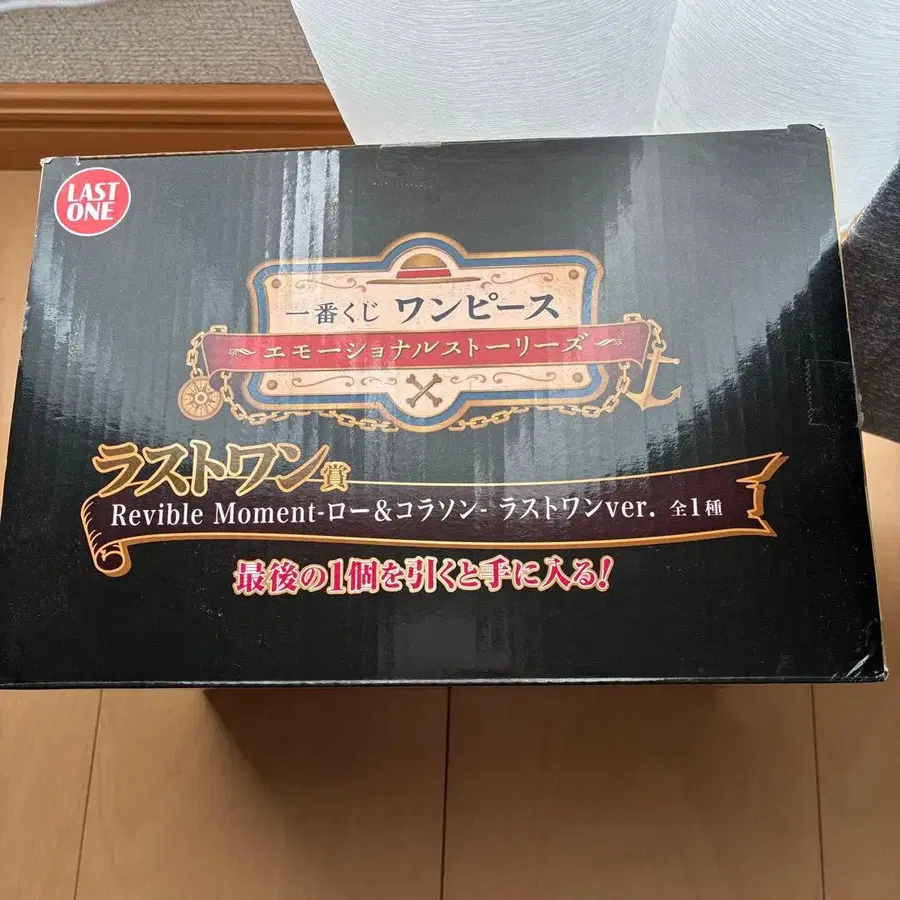 LAST
ONE
一番くじ ワンピース
～エモーショナルストーリーズ～
ラストワン賞
Revible Moment-ロー&コラソン- ラストワンver. 全1種
最後の1個を引くと手に入る!